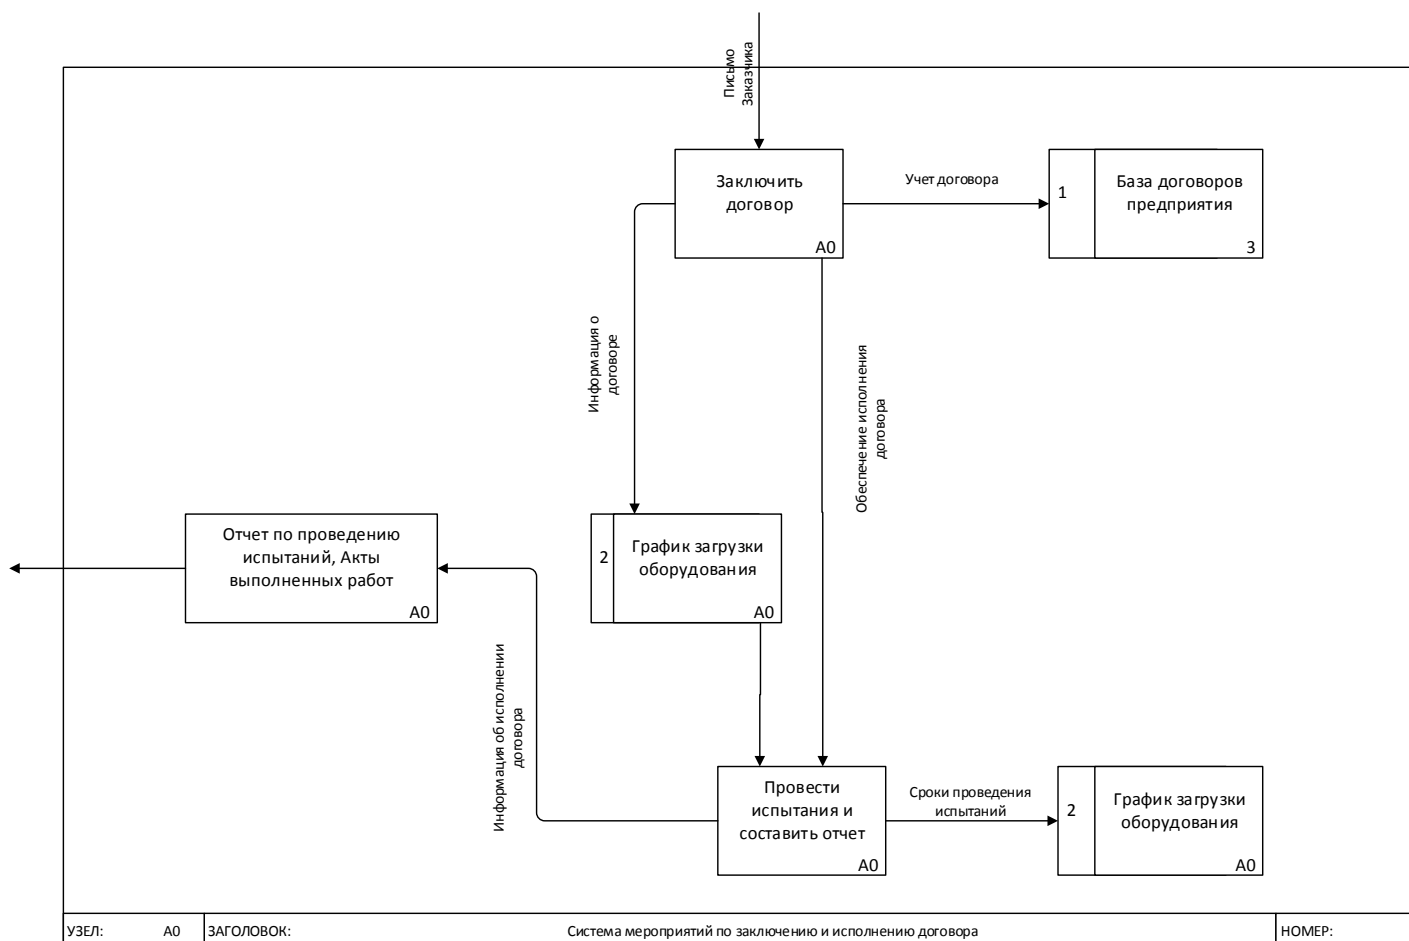 Письмо
Заказчика
Заключить
договор
A0
Учет договора
1
База договоров
предприятия
3
Информация о
договоре
Обеспечение исполнения
договора
Отчет по проведению
испытаний, Акты
выполненных работ
A0
2
График загрузки
оборудования
A0
Информация об исполнении
договора
Провести
испытания и
составить отчет
A0
Сроки проведения
испытаний
2
График загрузки
оборудования
A0
УЗЕЛ: A0 ЗАГОЛОВОК: Система мероприятий по заключению и исполнению договора НОМЕР: